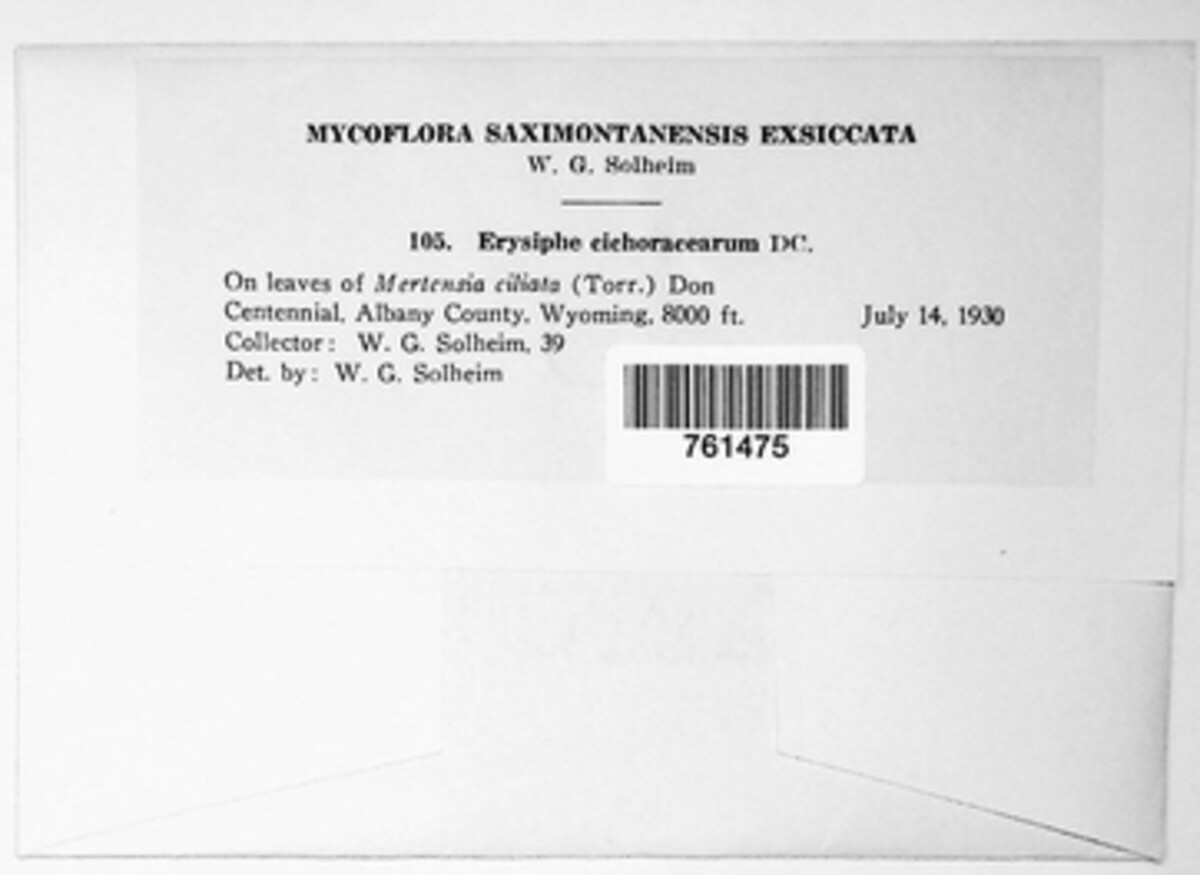 MYCOFLORA SAXIMONTANENSIS EXSICCATA
W. G. Solheim
105. Erysiphe cichoracearum DC.
On leaves of Mertensia ciliata (Torr.) Don
Centennial, Albany County, Wyoming, 8000 ft. July 14, 1930
Collector: W. G. Solheim, 39
Det. by: W. G. Solheim
761475